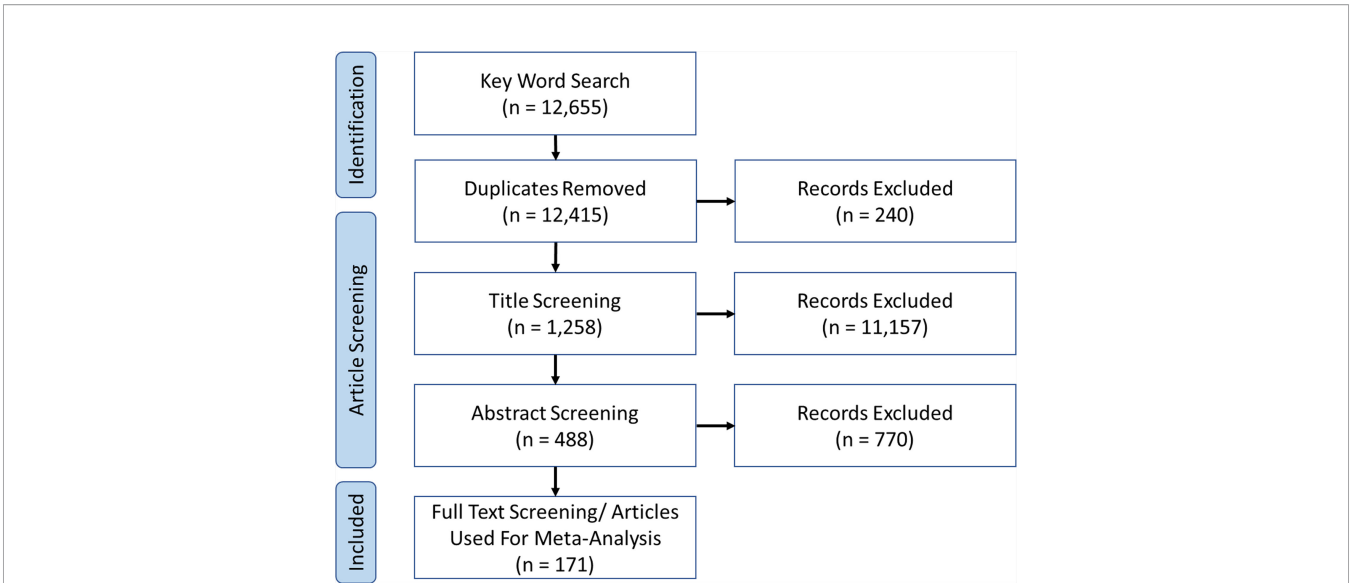 Identification
Key Word Search
(n = 12,655)
Duplicates Removed
(n = 12,415)
Records Excluded
(n = 240)
Article Screening
Title Screening
(n = 1,258)
Records Excluded
(n = 11,157)
Abstract Screening
(n = 488)
Records Excluded
(n = 770)
Included
Full Text Screening/ Articles
Used For Meta-Analysis
(n = 171)